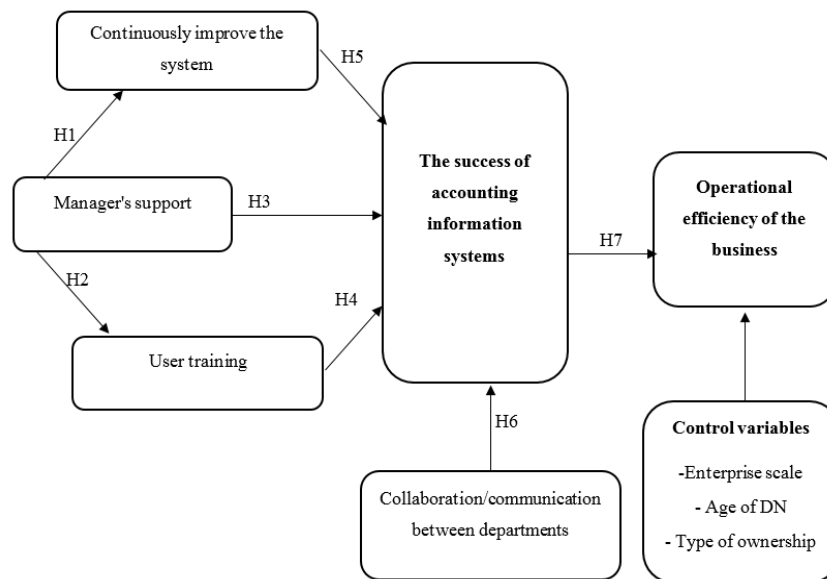 Continuously improve the
system
H5
H1
The success of
accounting
information
systems
Operational
efficiency of the
business
Manager's support
H3
H7
H2
H4
User training
H6
Control variables
-Enterprise scale
- Age of DN
- Type of ownership
Collaboration/communication
between departments